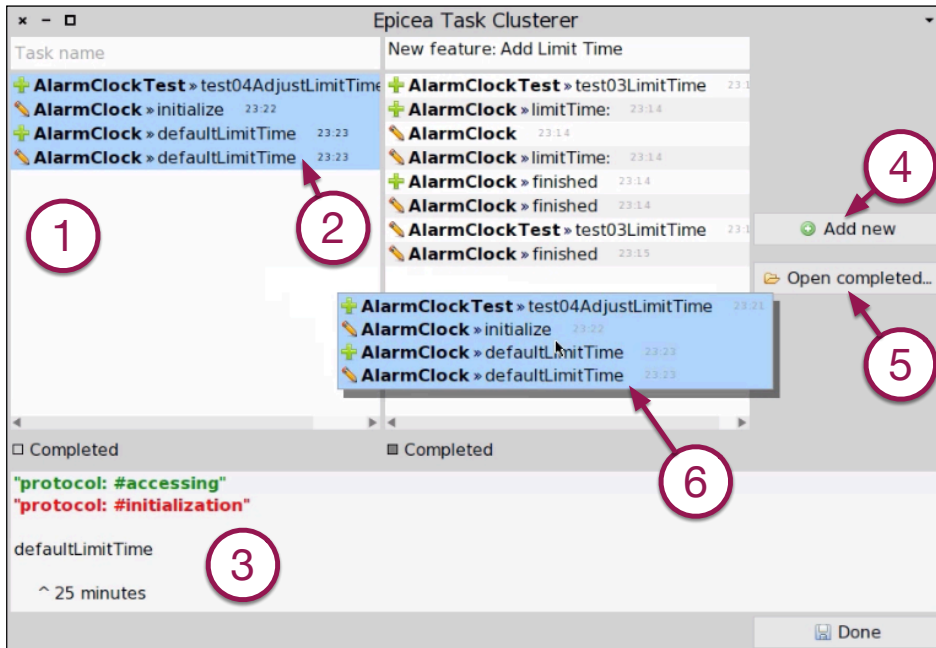 Epicea Task Clusterer
Task name
AlarmClockTest » test04AdjustLimitTime
AlarmClock » initialize 23:22
AlarmClock » defaultLimitTime 23:23
AlarmClock » defaultLimitTime 23:23
1
2
New feature: Add Limit Time
AlarmClockTest » test03LimitTime
AlarmClock » limitTime: 23:14
AlarmClock 23:14
AlarmClock » limitTime: 23:14
AlarmClock » finished 23:14
AlarmClock » finished 23:14
AlarmClockTest » test03LimitTime
AlarmClock » finished 23:15
4
Add new
Open completed...
5
AlarmClockTest » test04AdjustLimitTime 23:21
AlarmClock » initialize 23:22
AlarmClock » defaultLimitTime 23:23
AlarmClock » defaultLimitTime 23:23
6
Completed
Completed
"protocol: #accessing"
"protocol: #initialization"
defaultLimitTime
^ 25 minutes
3
Done